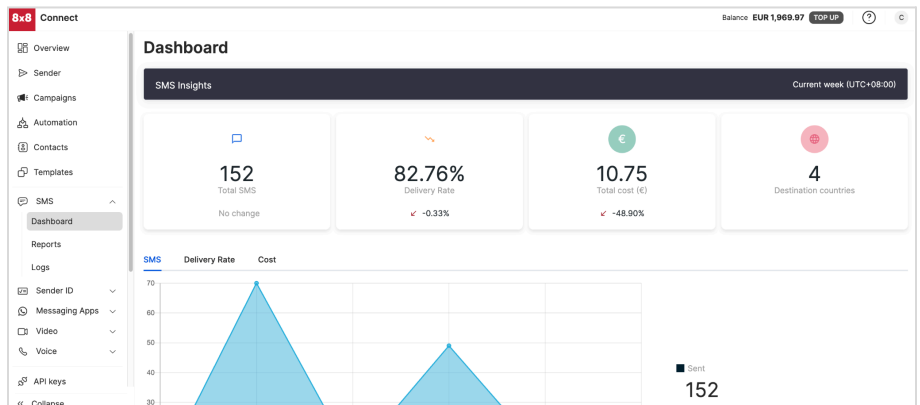 8x8 Connect
Balance EUR 1,969.97 TOP UP ? C
Overview
Sender
Campaigns
Automation
Contacts
Templates
SMS
Dashboard
Reports
Logs
Sender ID
Messaging Apps
Video
Voice
API keys
Collapse
Dashboard
SMS Insights
Current week (UTC+08:00)
152
Total SMS
No change
82.76%
Delivery Rate
-0.33%
€
10.75
Total cost (€)
-48.90%
4
Destination countries
SMS Delivery Rate Cost
70
60
50
40
30
Sent
152